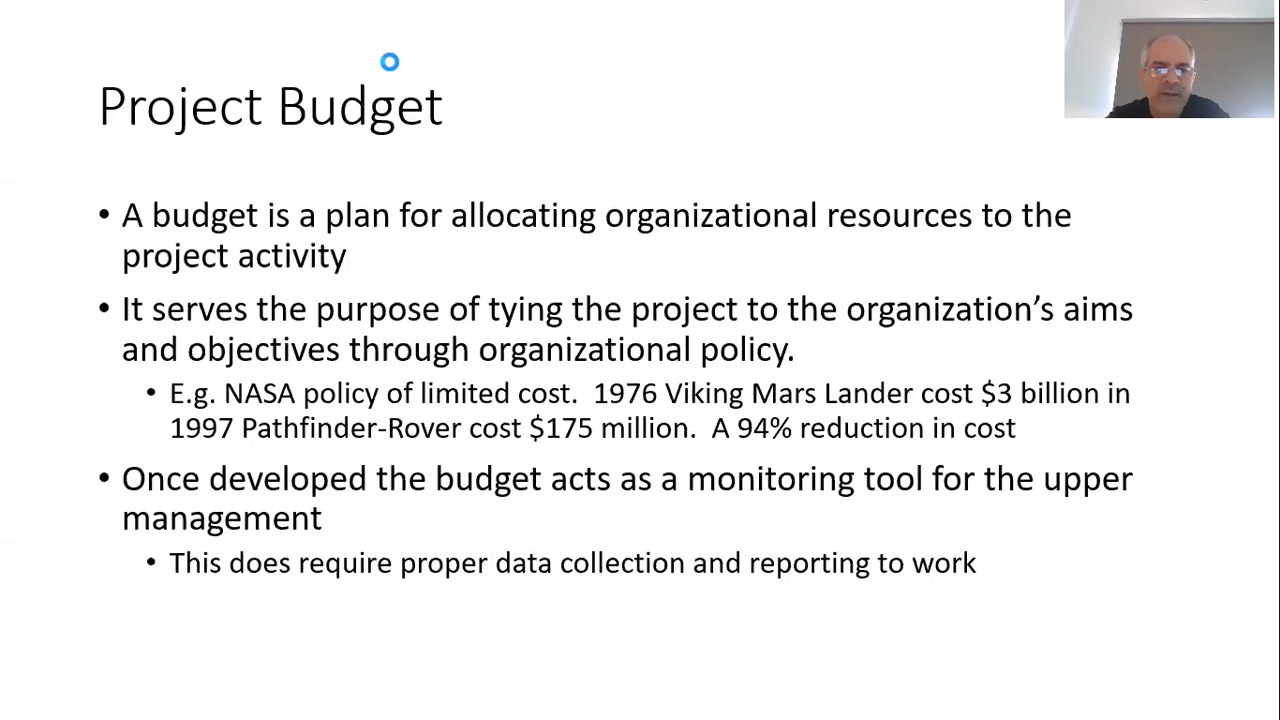 Project Budget
• A budget is a plan for allocating organizational resources to the
project activity
• It serves the purpose of tying the project to the organization’s aims
and objectives through organizational policy.
• E.g. NASA policy of limited cost.  1976 Viking Mars Lander cost $3 billion in
1997 Pathfinder-Rover cost $175 million.  A 94% reduction in cost
• Once developed the budget acts as a monitoring tool for the upper
management
• This does require proper data collection and reporting to work